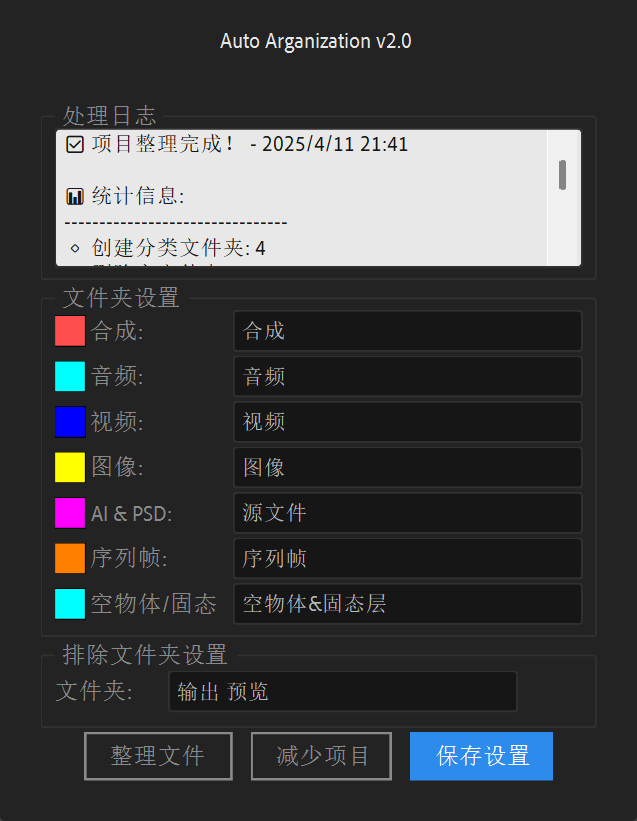 Auto Arganization v2.0
处理日志
☑ 项目整理完成！ - 2025/4/11 21:41
📊 统计信息:
--------------------------------
⋄ 创建分类文件夹: 4
文件夹设置
合成: 合成
音频: 音频
视频: 视频
图像: 图像
AI & PSD: 源文件
序列帧: 序列帧
空物体/固态 空物体&固态层
排除文件夹设置
文件夹: 输出 预览
整理文件 减少项目 保存设置